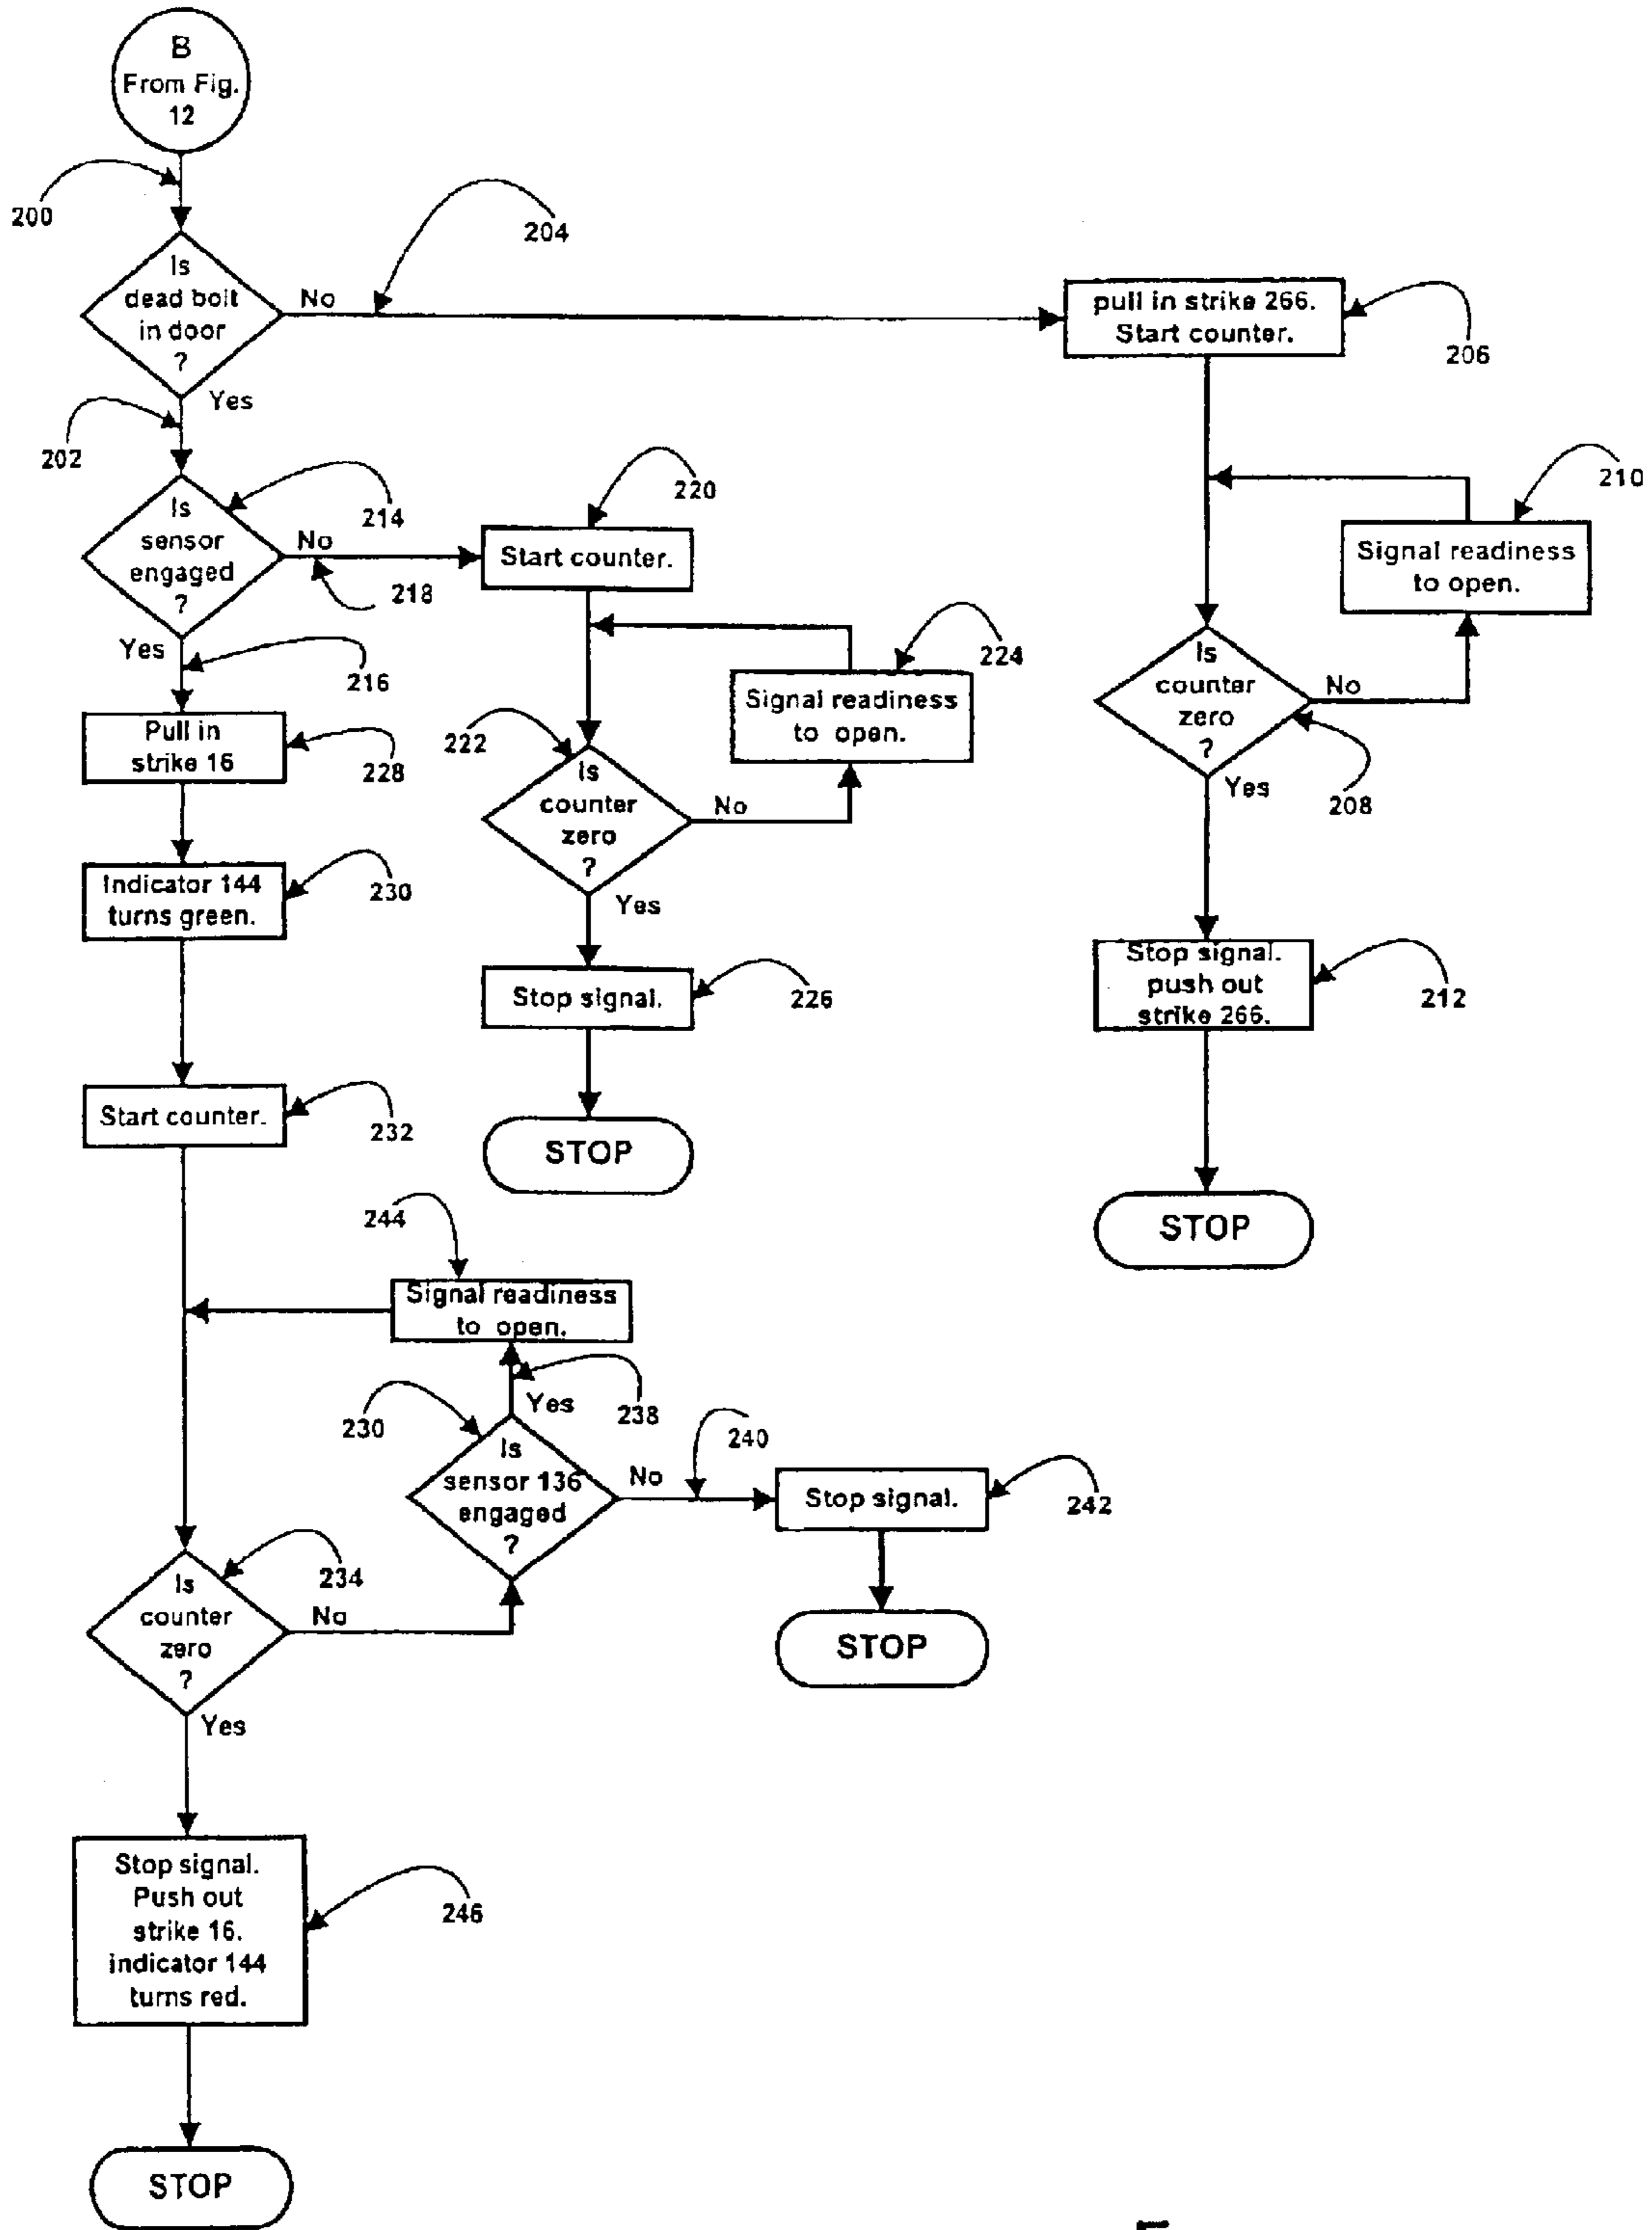 B
From Fig.
12
200
204
Is
dead bolt
in door
?
No
Yes
pull in strike 266.
Start counter.
206
202
Is
sensor
engaged
?
214
No
218
Yes
216
220
Start counter.
210
Signal readiness
to open.
224
Signal readiness
to open.
222
Is
counter
zero
?
No
Yes
Is
counter
zero
?
No
Yes
208
Pull in
strike 16
228
Indicator 144
turns green.
230
Stop signal.
226
Stop signal.
push out
strike 266.
212
Start counter.
232
STOP
STOP
244
Signal readiness
to open.
238
Yes
230
Is
sensor 136
engaged
?
No
240
Stop signal.
242
STOP
234
Is
counter
zero
?
No
Yes
Stop signal.
Push out
strike 16.
indicator 144
turns red.
246
STOP